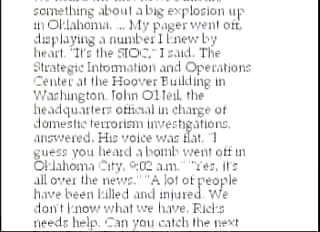 something about a big explosion up
in Oklahoma. ... My pager went off,
displaying a number I knew by
heart. "It's the SIOC," I said. The
Strategic Information and Operations
Center at the Hoover Building in
Washington. John O'Neil, the
headquarters official in charge of
domestic terrorism investigations,
answered. His voice was flat. "I
guess you heard a bomb went off in
Oklahoma City, 9:02 a.m." "Yes, it's
all over the news." "A lot of people
have been killed and injured. We
don't know what we have. Ricks
needs help. Can you catch the next